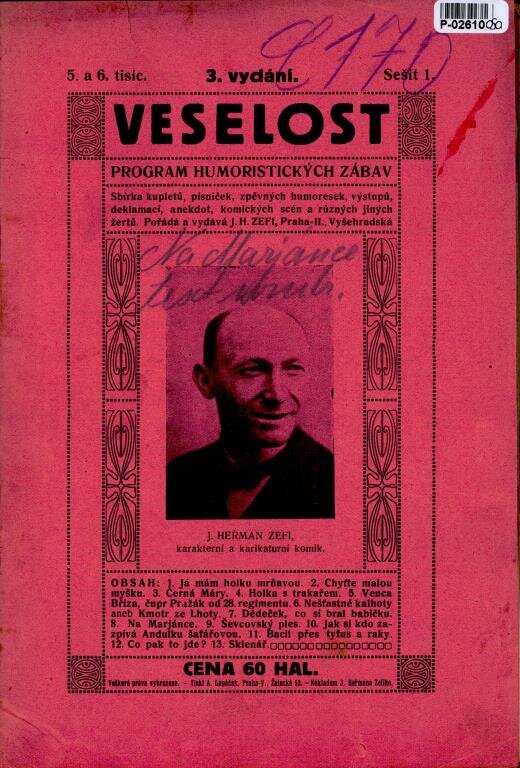 P-02610
5. a 6. tisíc. 3. vydání. Sešit 1.
VESELOST
PROGRAM HUMORISTICKÝCH ZÁBAV
Sbírka kupletů, písniček, zpěvných humoresek, výstupů,
deklamací, anekdot, komických scén a různých jiných
žertů. Pořádá a vydává J. H. ZEFI, Praha-II., Vyšehradská
Na Marjánce
text
J. HEŘMAN ZEFI,
karakterní a karikaturní komik.
OBSAH: 1. Já mám holku mrňavou. 2. Chyťte malou
myšku. 3. Černá Máry. 4. Holka s trakařem. 5. Venca
Bříza, čupr Pražák od 28. regimentu. 6. Nešťastné kalhoty
aneb Kmotr ze Lhoty. 7. Dědeček, co si bral babičku.
8. Na Marjánce. 9. Ševcovský ples. 10. Jak si kdo za-
zpívá Andulku šafářovou. 11. Bacil přes tyfus a raky.
12. Co pak to jde? 13. Sklenář.
CENA 60 HAL.
Veškerá práva vyhrazena. – Tiskl A. Lapáček, Praha-V., Žatecká 53. – Nákladem J. Heřmana Zefiho.